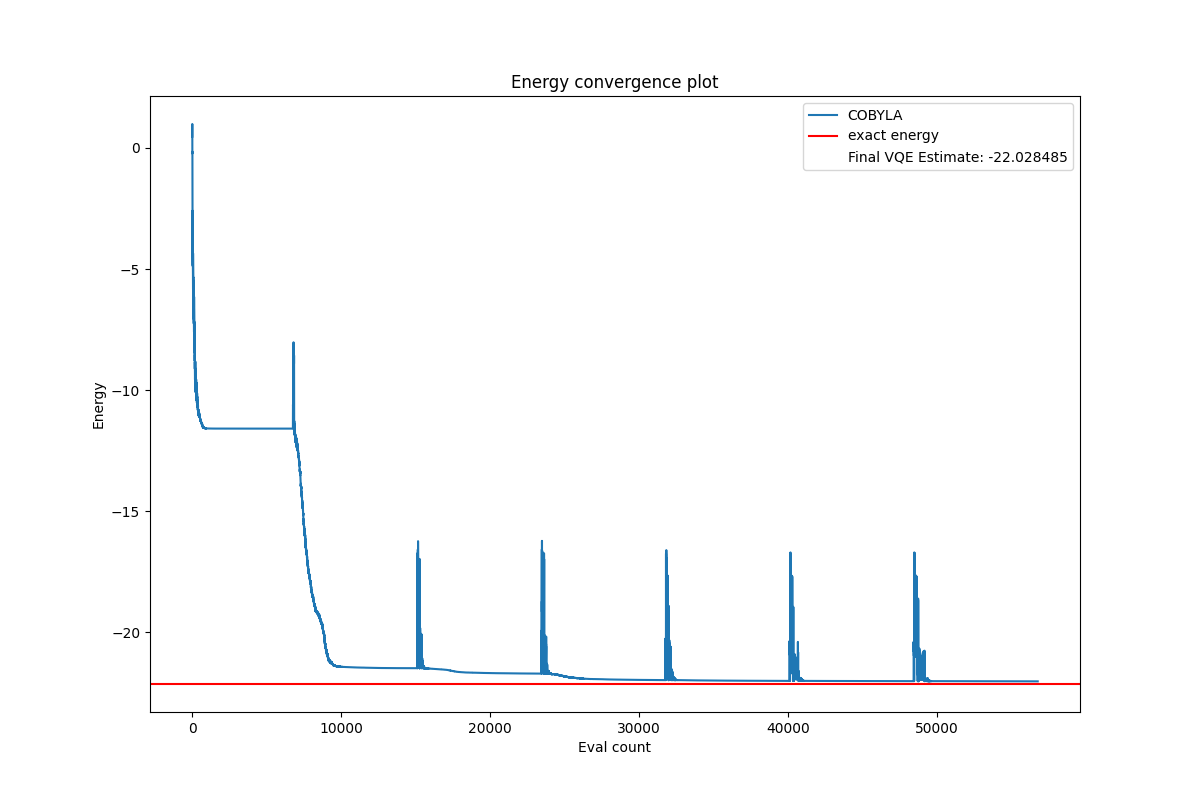 Energy convergence plot
COBYLA
exact energy
Final VQE Estimate: -22.028485
0
−5
−10
−15
−20
Energy
0 10000 20000 30000 40000 50000
Eval count